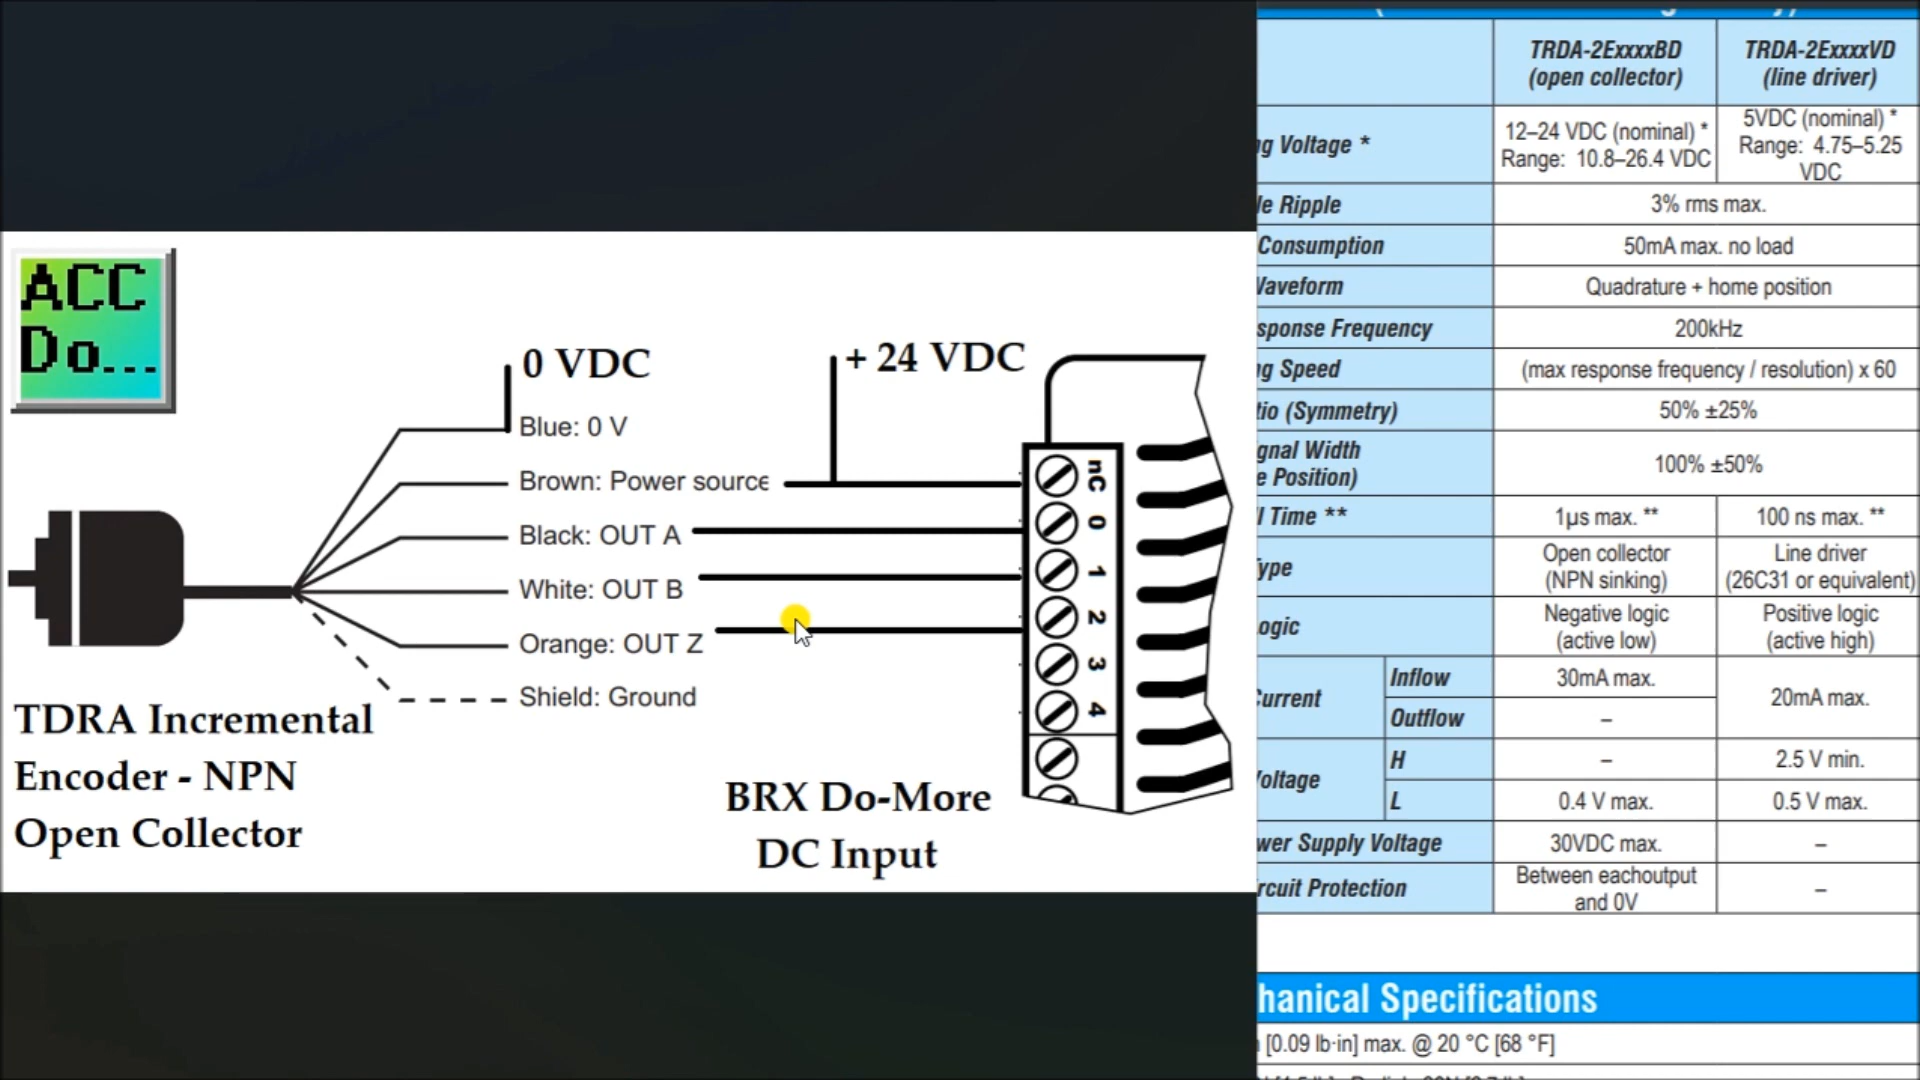 ACC
Do...
0 VDC
+ 24 VDC
Blue: 0 V
Brown: Power source
Black: OUT A
White: OUT B
Orange: OUT Z
Shield: Ground
nC
0
1
2
3
4
TDRA Incremental
Encoder - NPN
Open Collector
BRX Do-More
DC Input
TRDA-2ExxxxBD
(open collector)
TRDA-2ExxxxVD
(line driver)
g Voltage *
12–24 VDC (nominal) *
Range: 10.8–26.4 VDC
5VDC (nominal) *
Range: 4.75–5.25
VDC
le Ripple
3% rms max.
Consumption
50mA max. no load
Waveform
Quadrature + home position
sponse Frequency
200kHz
g Speed
(max response frequency / resolution) x 60
tio (Symmetry)
50% ±25%
gnal Width
e Position)
100% ±50%
l Time **
1µs max. **
100 ns max. **
ype
Open collector
(NPN sinking)
Line driver
(26C31 or equivalent)
ogic
Negative logic
(active low)
Positive logic
(active high)
urrent
Inflow
30mA max.
20mA max.
Outflow
–
oltage
H
–
2.5 V min.
L
0.4 V max.
0.5 V max.
wer Supply Voltage
30VDC max.
–
rcuit Protection
Between eachoutput
and 0V
–
hanical Specifications
[0.09 lb·in] max. @ 20 °C [68 °F]